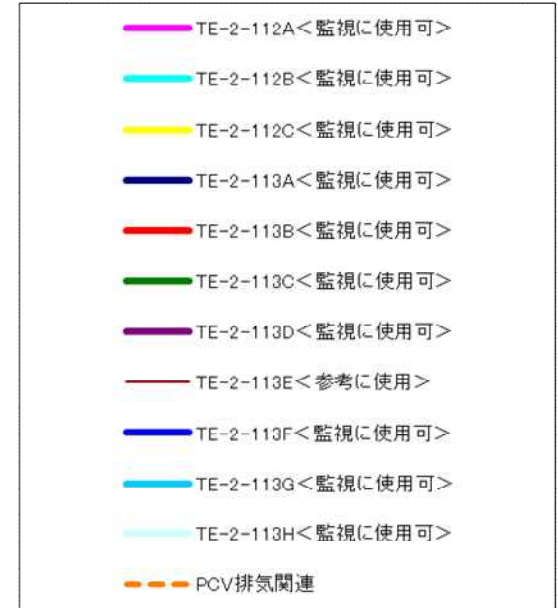 TE-2-112A＜監視に使用可＞
TE-2-112B＜監視に使用可＞
TE-2-112C＜監視に使用可＞
TE-2-113A＜監視に使用可＞
TE-2-113B＜監視に使用可＞
TE-2-113C＜監視に使用可＞
TE-2-113D＜監視に使用可＞
TE-2-113E＜参考に使用＞
TE-2-113F＜監視に使用可＞
TE-2-113G＜監視に使用可＞
TE-2-113H＜監視に使用可＞
PCV排気関連